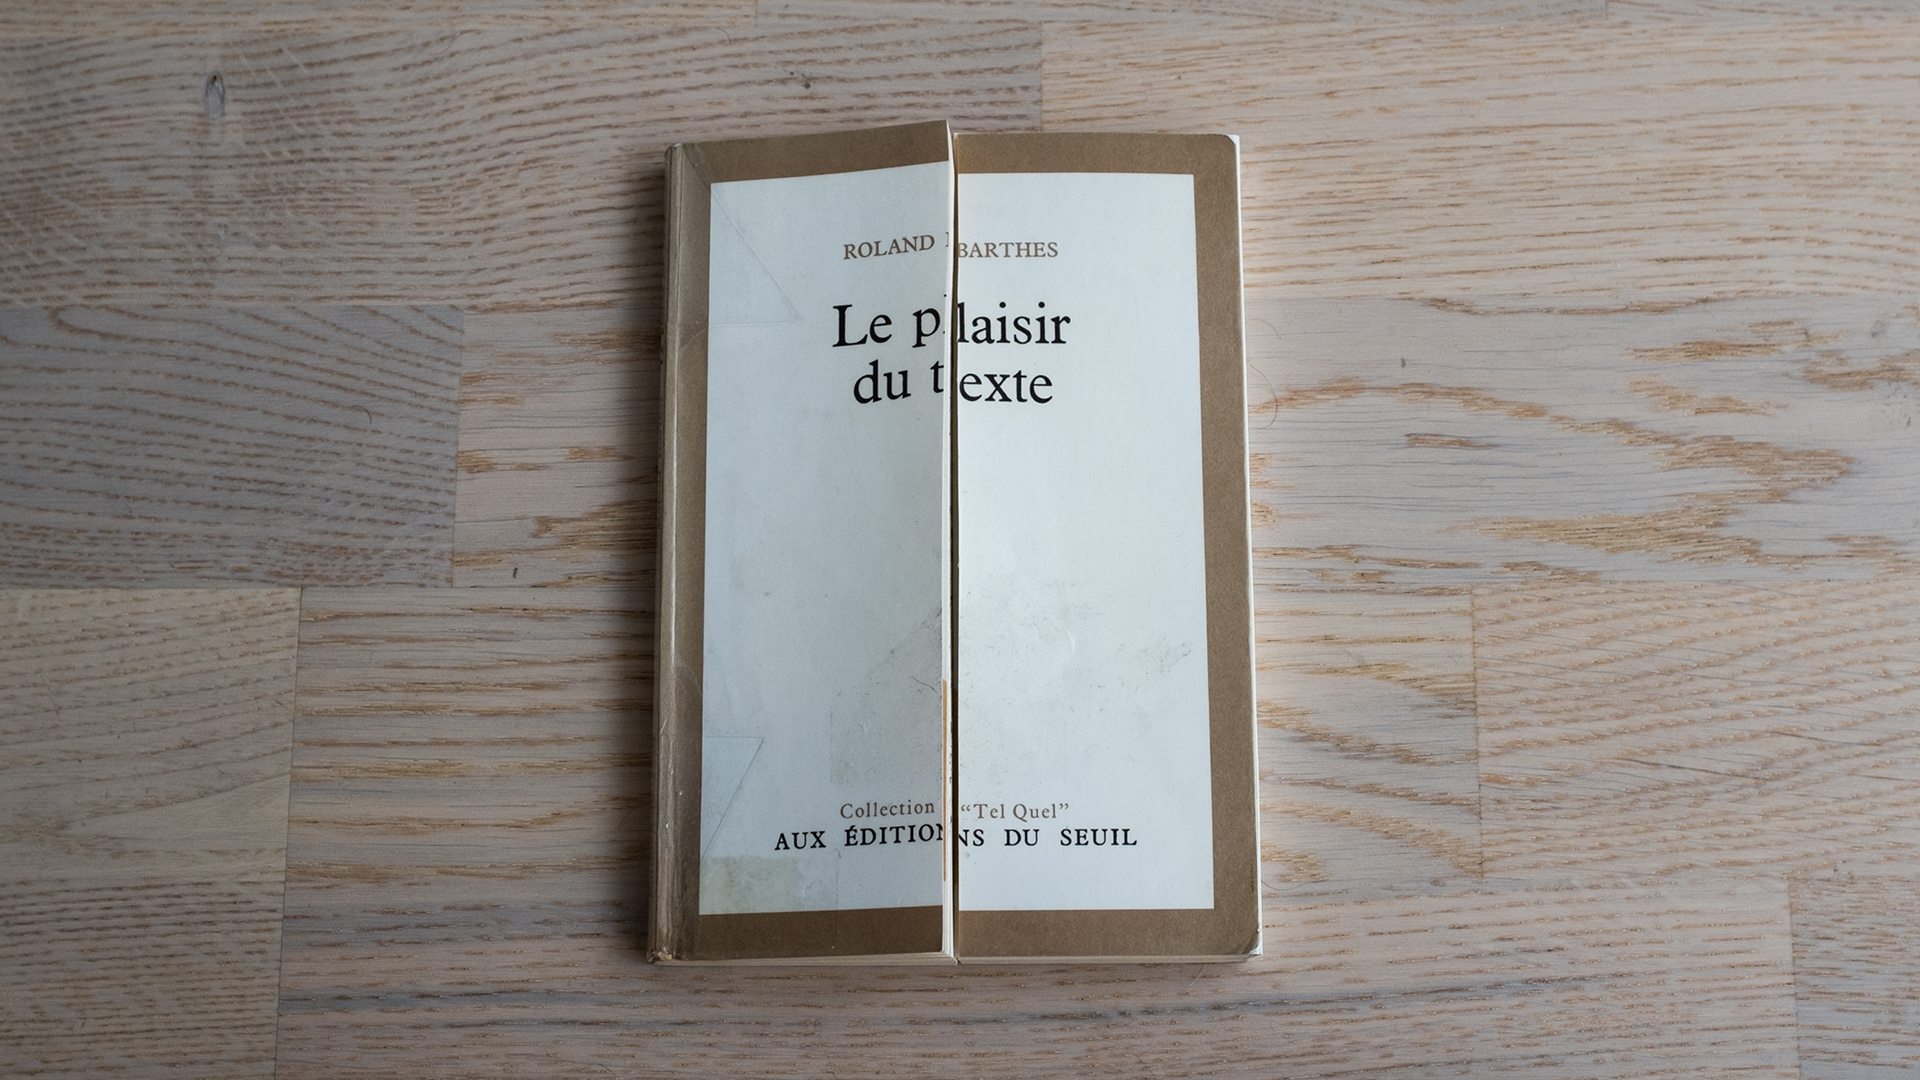 ROLAND BARTHES
Le plaisir
du texte
Collection "Tel Quel"
AUX ÉDITIONS DU SEUIL